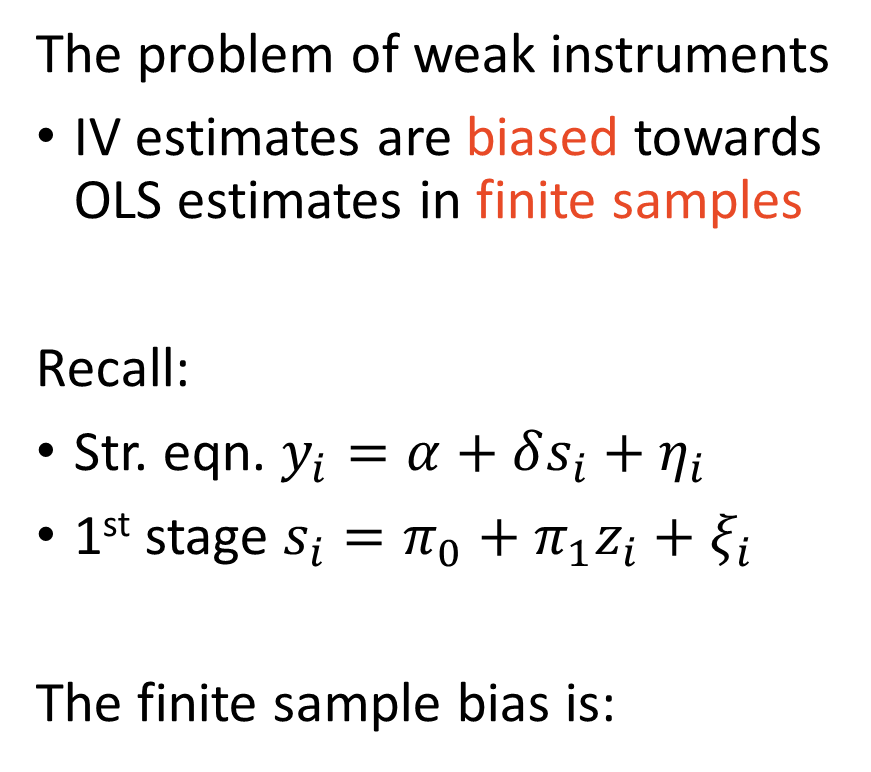 The problem of weak instruments
• IV estimates are biased towards
OLS estimates in finite samples
Recall:
• Str. eqn. 𝑦ᵢ = 𝛼 + 𝛿𝑠ᵢ + 𝜂ᵢ
• 1ˢᵗ stage 𝑠ᵢ = 𝜋₀ + 𝜋₁𝑧ᵢ + 𝜉ᵢ
The finite sample bias is: